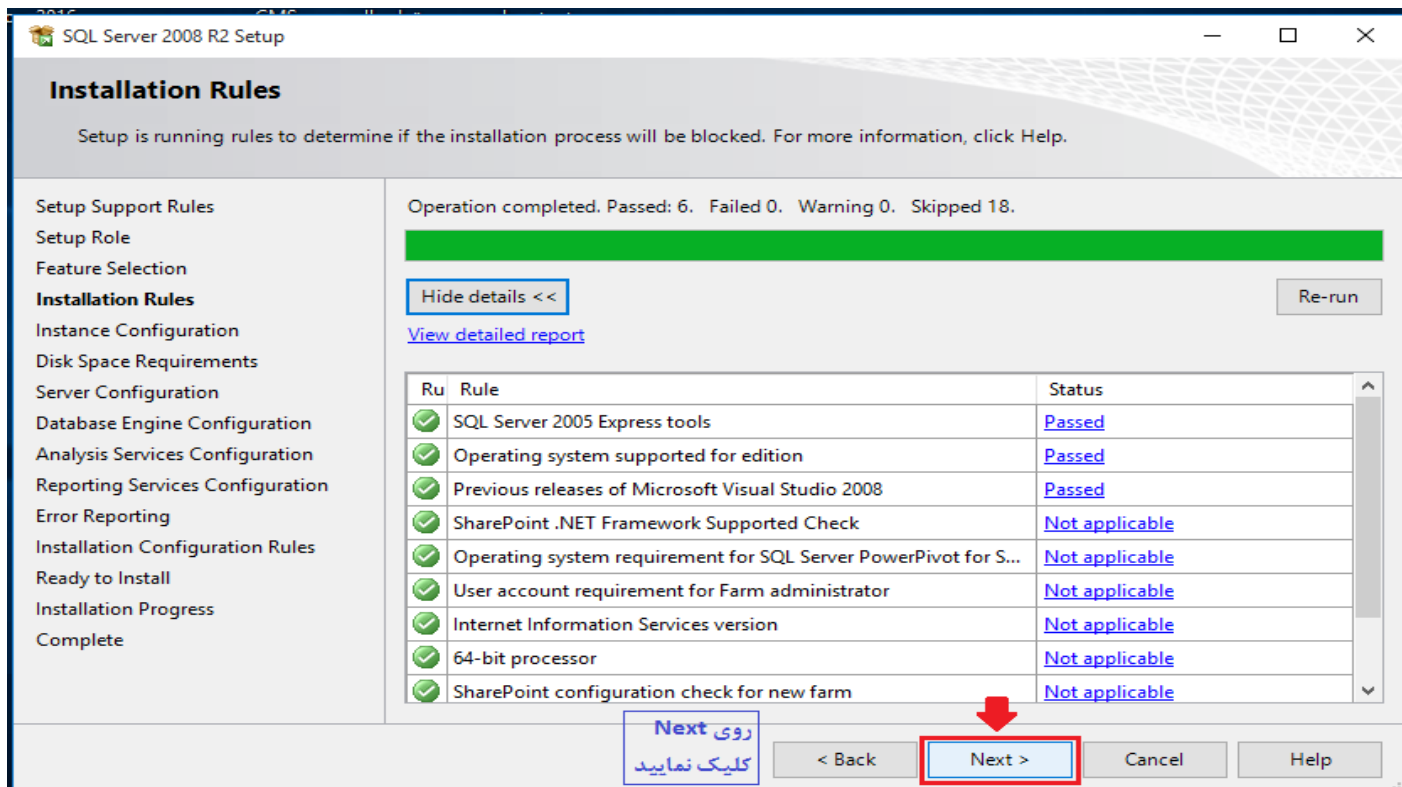 SQL Server 2008 R2 Setup
Installation Rules
Setup is running rules to determine if the installation process will be blocked. For more information, click Help.
Setup Support Rules
Setup Role
Feature Selection
Installation Rules
Instance Configuration
Disk Space Requirements
Server Configuration
Database Engine Configuration
Analysis Services Configuration
Reporting Services Configuration
Error Reporting
Installation Configuration Rules
Ready to Install
Installation Progress
Complete
Operation completed. Passed: 6. Failed 0. Warning 0. Skipped 18.
Hide details <<
Re-run
View detailed report
Ru Rule Status
SQL Server 2005 Express tools Passed
Operating system supported for edition Passed
Previous releases of Microsoft Visual Studio 2008 Passed
SharePoint .NET Framework Supported Check Not applicable
Operating system requirement for SQL Server PowerPivot for S... Not applicable
User account requirement for Farm administrator Not applicable
Internet Information Services version Not applicable
64-bit processor Not applicable
SharePoint configuration check for new farm Not applicable
روی Next
کلیک نمایید
< Back Next > Cancel Help